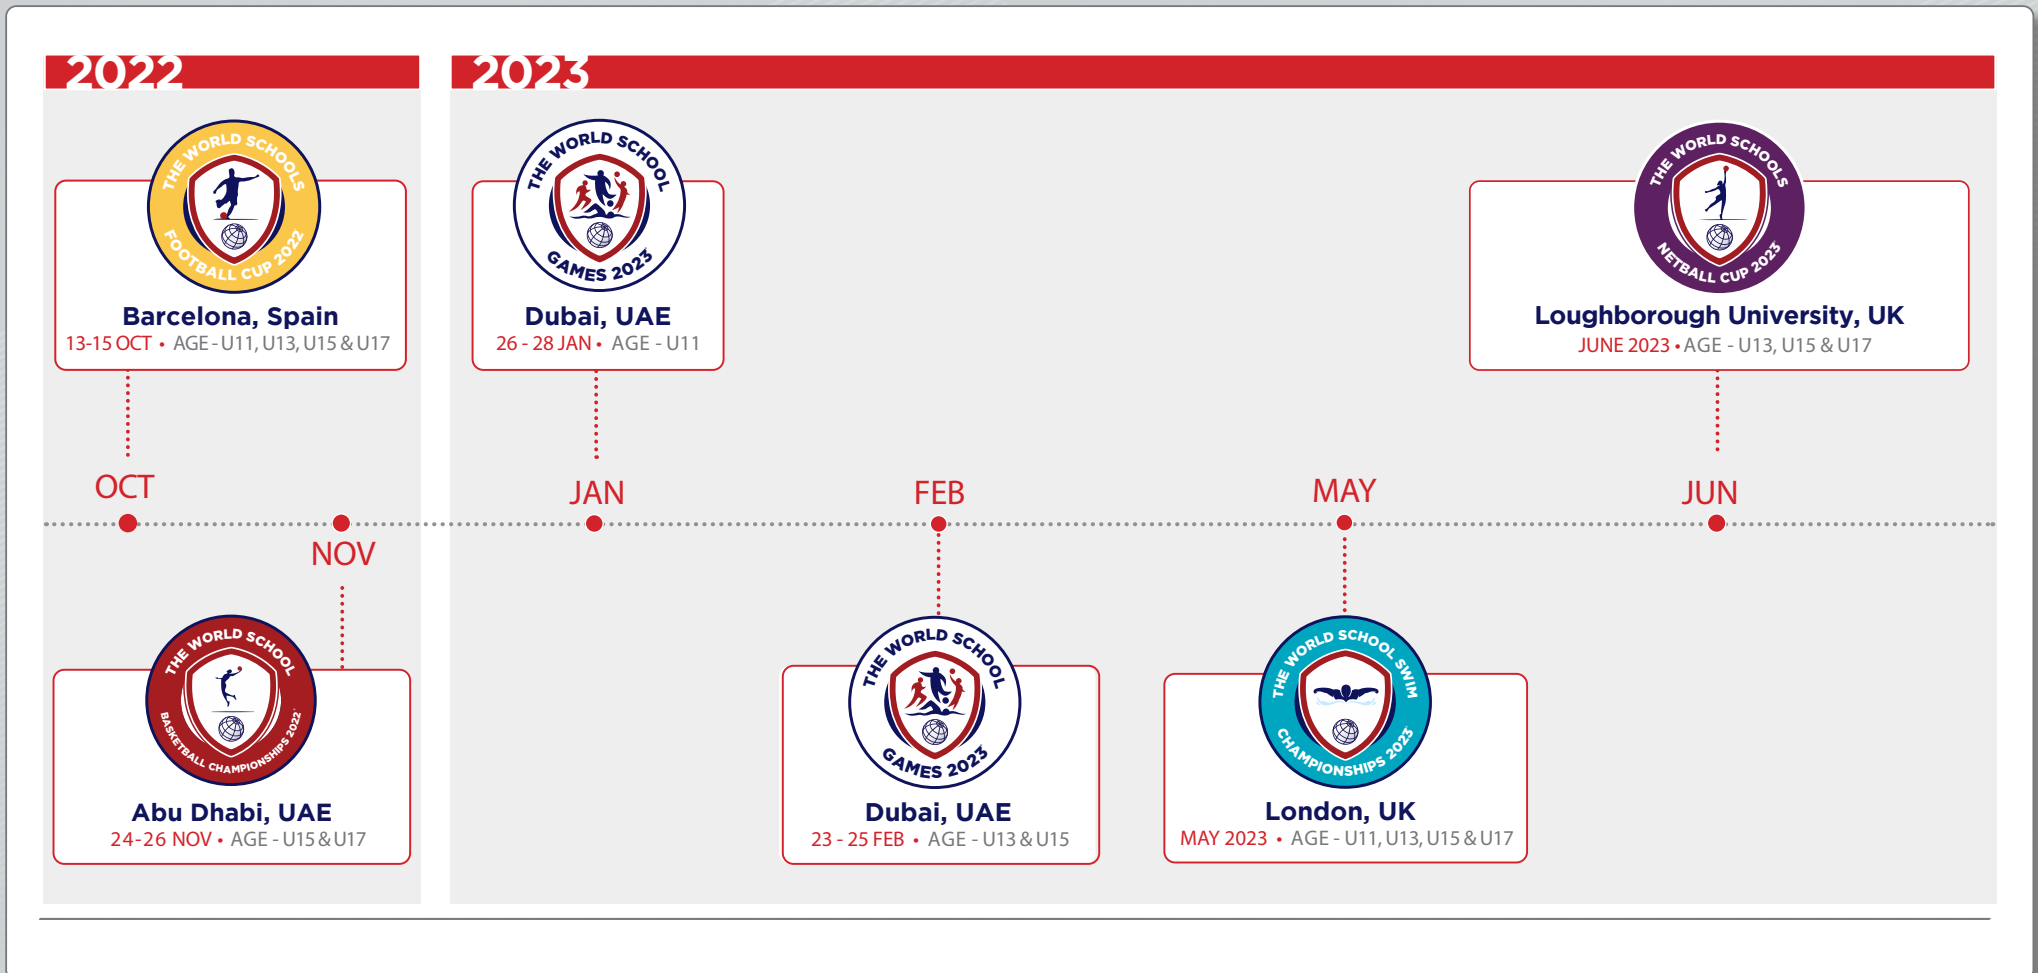 2022
THE WORLD SCHOOLS
FOOTBALL CUP 2022
Barcelona, Spain
13-15 OCT • AGE - U11, U13, U15 & U17
OCT
NOV
THE WORLD SCHOOL
BASKETBALL CHAMPIONSHIPS 2022
Abu Dhabi, UAE
24-26 NOV • AGE - U15 & U17
2023
THE WORLD SCHOOL
GAMES 2023
Dubai, UAE
26 - 28 JAN • AGE - U11
JAN
FEB
THE WORLD SCHOOL
GAMES 2023
Dubai, UAE
23 - 25 FEB • AGE - U13 & U15
MAY
THE WORLD SCHOOL SWIM
CHAMPIONSHIPS 2023
London, UK
MAY 2023 • AGE - U11, U13, U15 & U17
THE WORLD SCHOOLS
NETBALL CUP 2023
Loughborough University, UK
JUNE 2023 • AGE - U13, U15 & U17
JUN